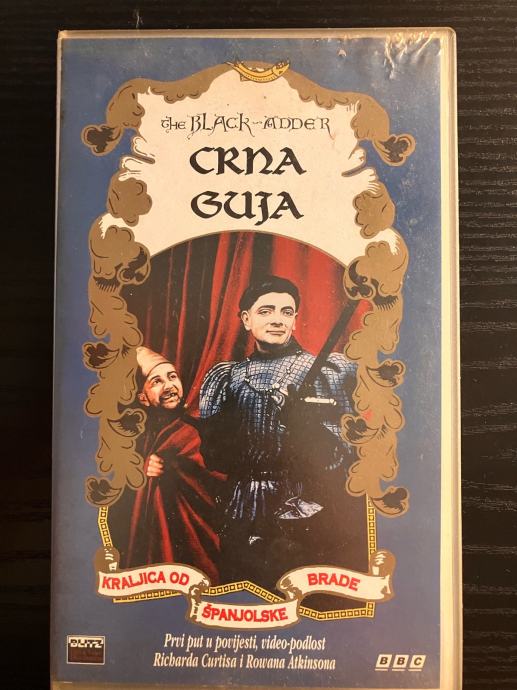 The BLACK-ADDER
CRNA
GUJA
KRALJICA OD
ŠPANJOLSKE
BRADE
Prvi put u povijesti, video-podlost
Richarda Curtisa i Rowana Atkinsona
BLITZ
BBC